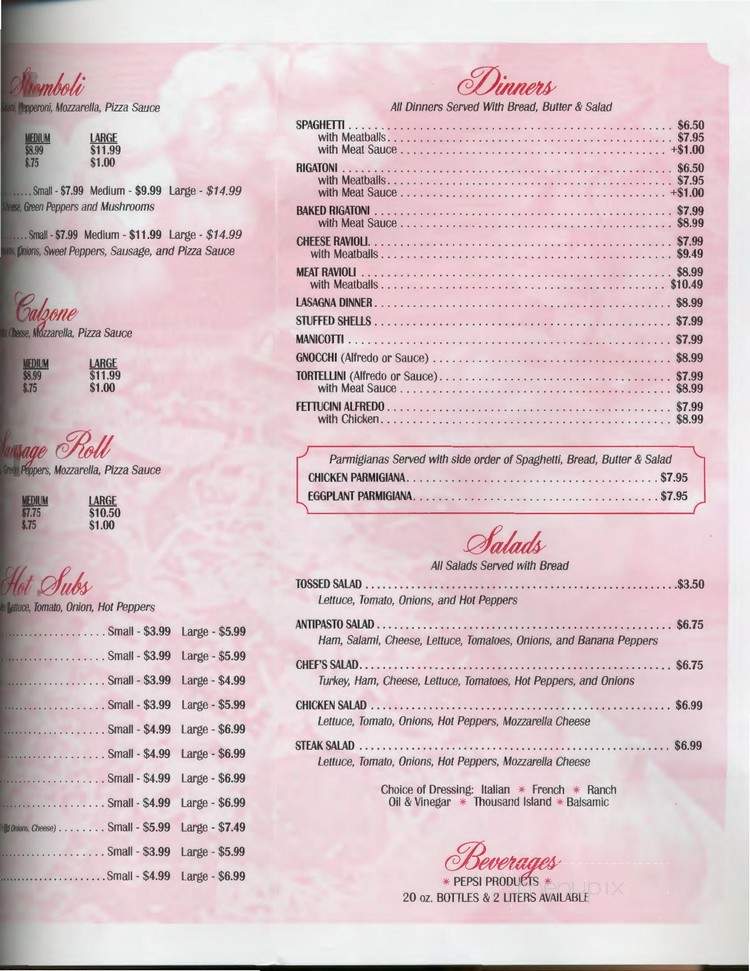 Stromboli
Pepperoni, Mozzarella, Pizza Sauce
MEDIUM LARGE
$8.99 $11.99
$.75 $1.00
Small - $7.99 Medium - $9.99 Large - $14.99
Green Peppers and Mushrooms
Small - $7.99 Medium - $11.99 Large - $14.99
Onions, Sweet Peppers, Sausage, and Pizza Sauce
Calzone
Cheese, Mozzarella, Pizza Sauce
MEDIUM LARGE
$8.99 $11.99
$.75 $1.00
Sausage Roll
Peppers, Mozzarella, Pizza Sauce
MEDIUM LARGE
$7.75 $10.50
$.75 $1.00
Hot Subs
Lettuce, Tomato, Onion, Hot Peppers
Small - $3.99 Large - $5.99
Small - $3.99 Large - $5.99
Small - $3.99 Large - $4.99
Small - $3.99 Large - $5.99
Small - $4.99 Large - $6.99
Small - $4.99 Large - $6.99
Small - $4.99 Large - $6.99
Small - $4.99 Large - $6.99
Onions, Cheese) ........ Small - $5.99 Large - $7.49
Small - $3.99 Large - $5.99
Small - $4.99 Large - $6.99
Dinners
All Dinners Served With Bread, Butter & Salad
SPAGHETTI ........ $6.50
with Meatballs ........ $7.95
with Meat Sauce ........ +$1.00
RIGATONI ........ $6.50
with Meatballs ........ $7.95
with Meat Sauce ........ +$1.00
BAKED RIGATONI ........ $7.99
with Meat Sauce ........ $8.99
CHEESE RAVIOLI ........ $7.99
with Meatballs ........ $9.49
MEAT RAVIOLI ........ $8.99
with Meatballs ........ $10.49
LASAGNA DINNER ........ $8.99
STUFFED SHELLS ........ $7.99
MANICOTTI ........ $7.99
GNOCCHI (Alfredo or Sauce) ........ $8.99
TORTELLINI (Alfredo or Sauce) ........ $7.99
with Meat Sauce ........ $8.99
FETTUCINI ALFREDO ........ $7.99
with Chicken ........ $8.99
Parmigianas Served with side order of Spaghetti, Bread, Butter & Salad
CHICKEN PARMIGIANA ........ $7.95
EGGPLANT PARMIGIANA ........ $7.95
Salads
All Salads Served with Bread
TOSSED SALAD ........ $3.50
Lettuce, Tomato, Onions, and Hot Peppers
ANTIPASTO SALAD ........ $6.75
Ham, Salami, Cheese, Lettuce, Tomatoes, Onions, and Banana Peppers
CHEF'S SALAD ........ $6.75
Turkey, Ham, Cheese, Lettuce, Tomatoes, Hot Peppers, and Onions
CHICKEN SALAD ........ $6.99
Lettuce, Tomato, Onions, Hot Peppers, Mozzarella Cheese
STEAK SALAD ........ $6.99
Lettuce, Tomato, Onions, Hot Peppers, Mozzarella Cheese
Choice of Dressing: Italian * French * Ranch
Oil & Vinegar * Thousand Island * Balsamic
Beverages
* PEPSI PRODUCTS *
20 oz. BOTTLES & 2 LITERS AVAILABLE